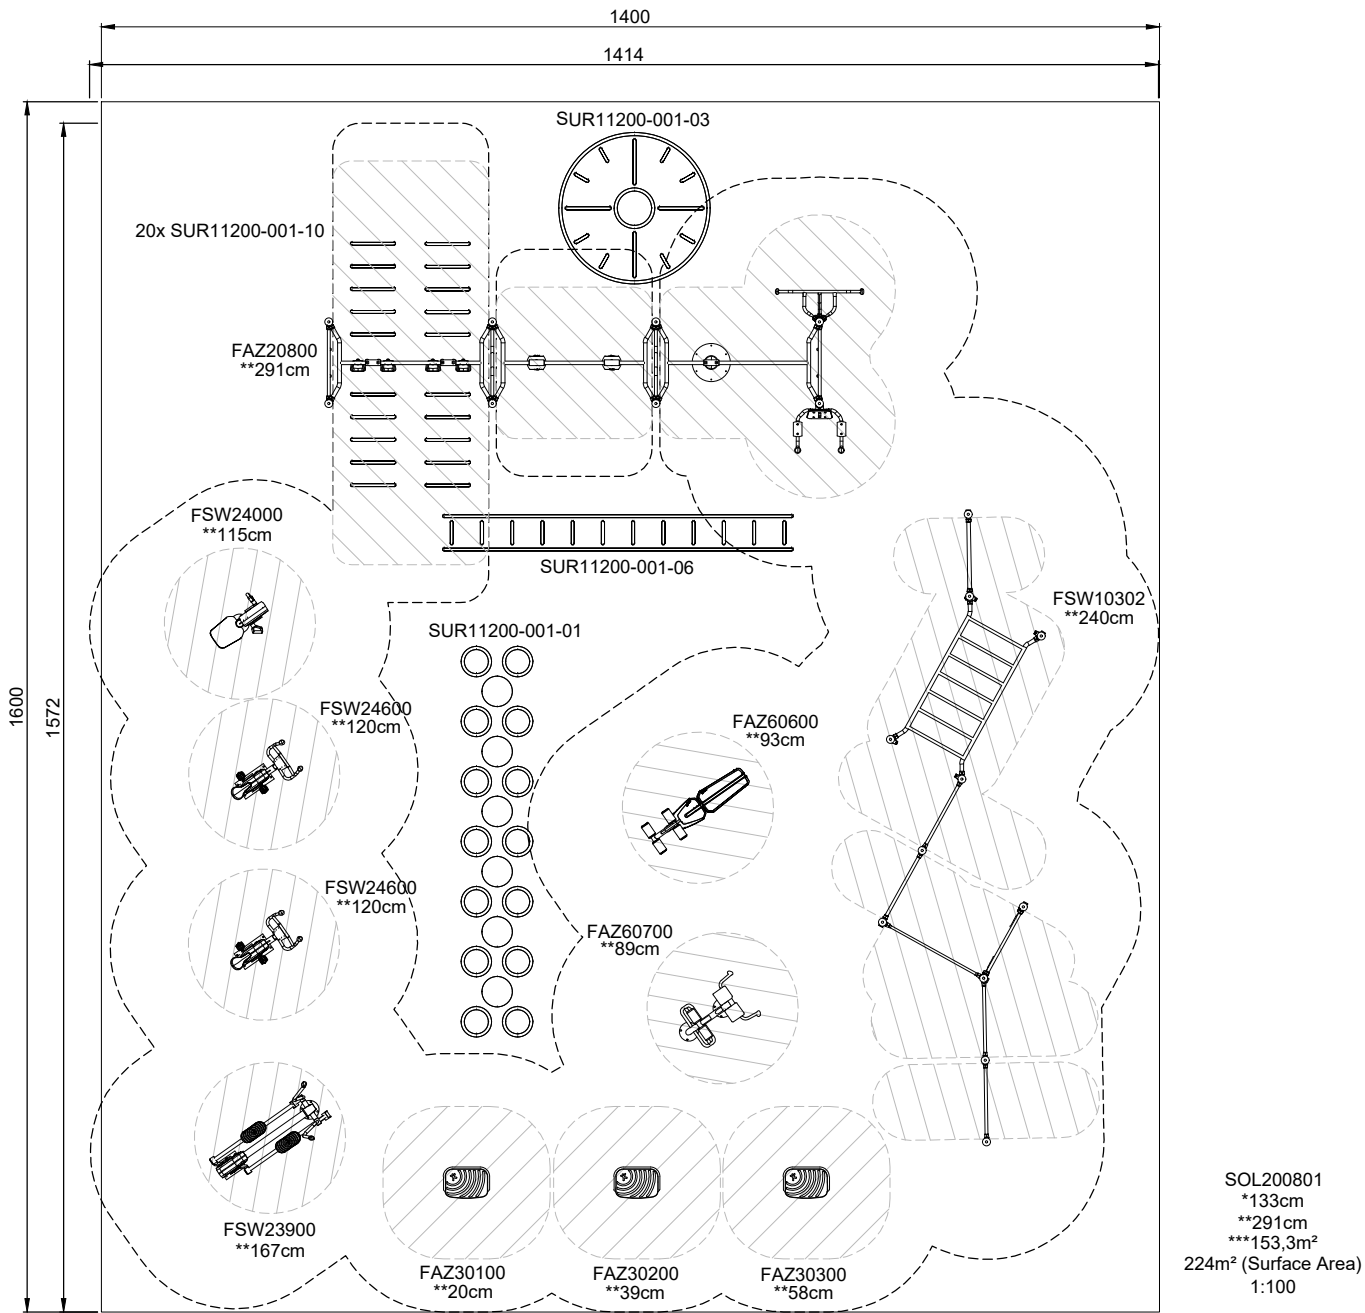 1400
1414
SUR11200-001-03
20x SUR11200-001-10
FAZ20800
**291cm
FSW24000
**115cm
SUR11200-001-06
FSW10302
**240cm
SUR11200-001-01
1600
1572
FSW24600
**120cm
FAZ60600
**93cm
FSW24600
**120cm
FAZ60700
**89cm
FSW23900
**167cm
FAZ30100
**20cm
FAZ30200
**39cm
FAZ30300
**58cm
SOL200801
*133cm
**291cm
***153,3m²
224m² (Surface Area)
1:100